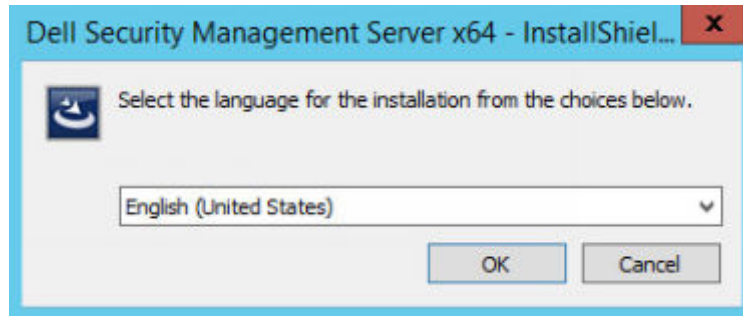 Dell Security Management Server x64 - InstallShiel...
x
Select the language for the installation from the choices below.
English (United States)
OK Cancel